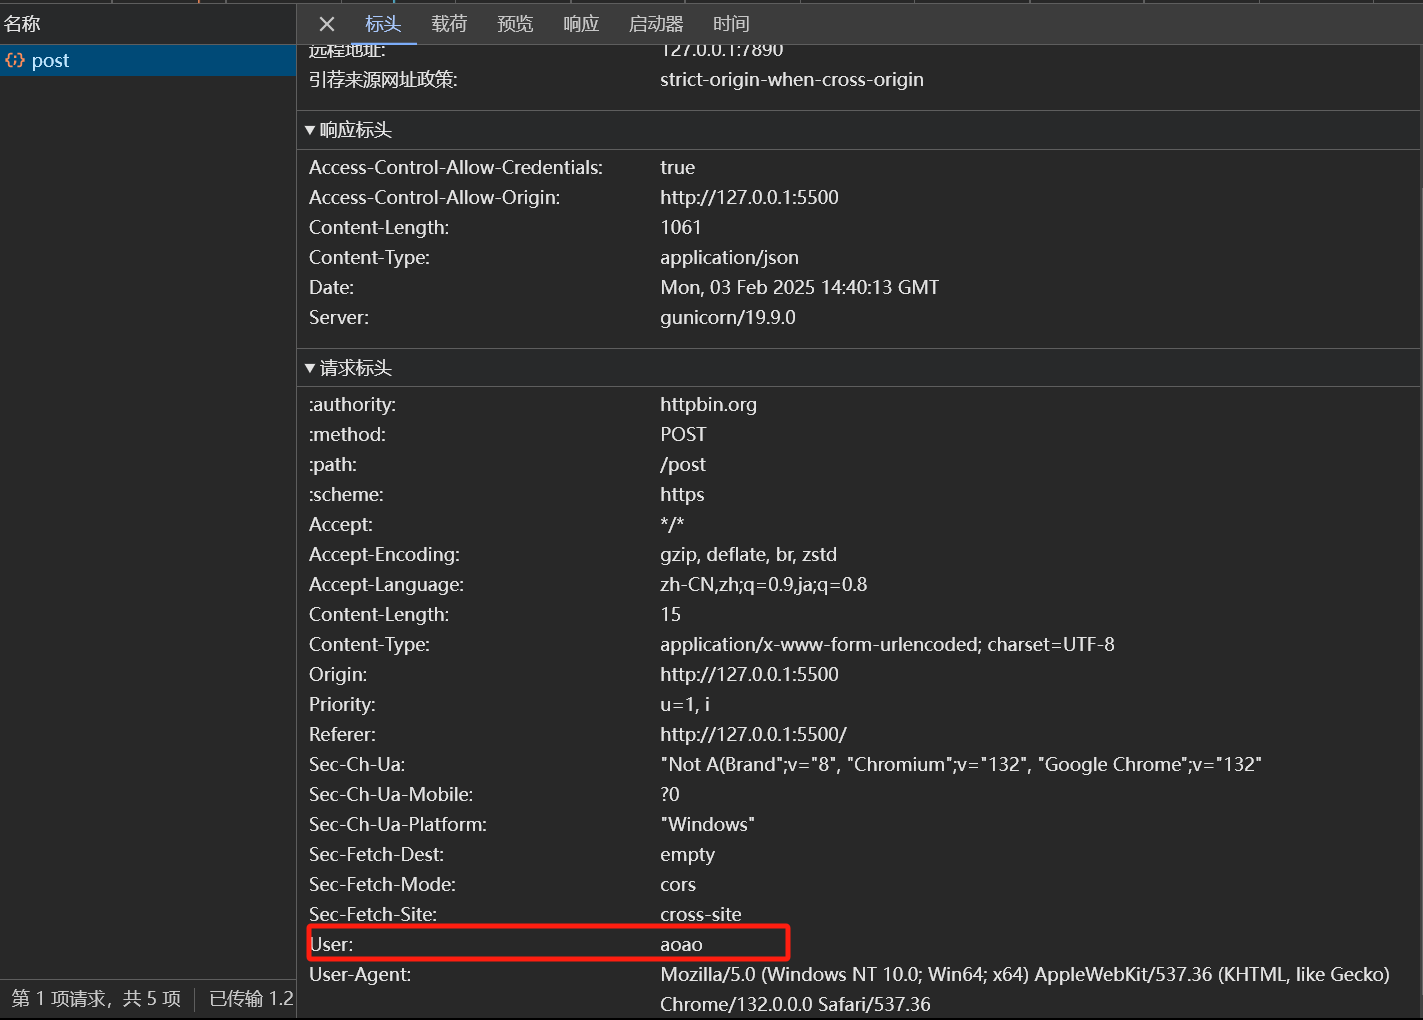 名称
标头 载荷 预览 响应 启动器 时间
post
远程地址: 127.0.0.1:7890
引荐来源网址政策: strict-origin-when-cross-origin
响应标头
Access-Control-Allow-Credentials: true
Access-Control-Allow-Origin: http://127.0.0.1:5500
Content-Length: 1061
Content-Type: application/json
Date: Mon, 03 Feb 2025 14:40:13 GMT
Server: gunicorn/19.9.0
请求标头
:authority: httpbin.org
:method: POST
:path: /post
:scheme: https
Accept: */*
Accept-Encoding: gzip, deflate, br, zstd
Accept-Language: zh-CN,zh;q=0.9,ja;q=0.8
Content-Length: 15
Content-Type: application/x-www-form-urlencoded; charset=UTF-8
Origin: http://127.0.0.1:5500
Priority: u=1, i
Referer: http://127.0.0.1:5500/
Sec-Ch-Ua: "Not A(Brand";v="8", "Chromium";v="132", "Google Chrome";v="132"
Sec-Ch-Ua-Mobile: ?0
Sec-Ch-Ua-Platform: "Windows"
Sec-Fetch-Dest: empty
Sec-Fetch-Mode: cors
Sec-Fetch-Site: cross-site
User: aoao
User-Agent: Mozilla/5.0 (Windows NT 10.0; Win64; x64) AppleWebKit/537.36 (KHTML, like Gecko)
Chrome/132.0.0.0 Safari/537.36
第 1 项请求，共 5 项 已传输 1.2